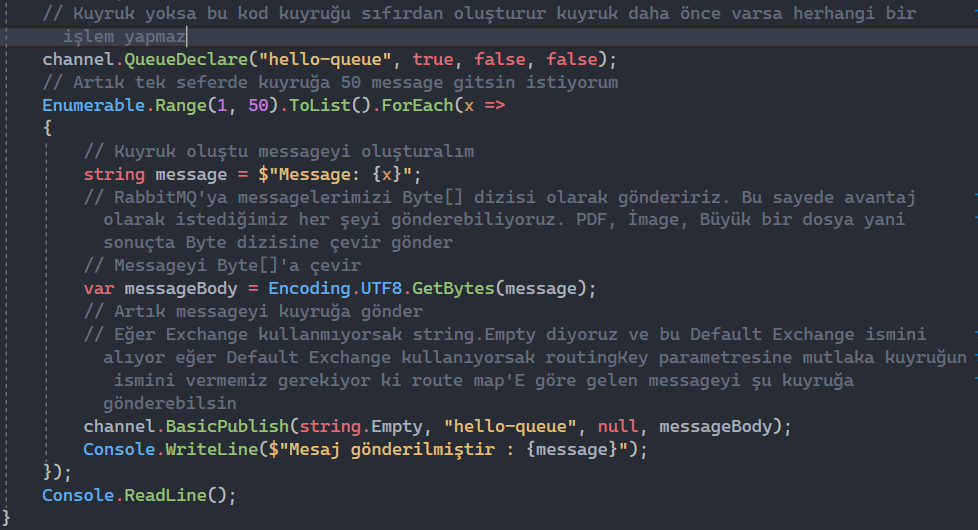 // Kuyruk yoksa bu kod kuyruğu sıfırdan oluşturur kuyruk daha önce varsa herhangi bir
işlem yapmaz
channel.QueueDeclare("hello-queue", true, false, false);
// Artık tek seferde kuyruğa 50 message gitsin istiyorum
Enumerable.Range(1, 50).ToList().ForEach(x =>
{
// Kuyruk oluştu messageyi oluşturalım
string message = $"Message: {x}";
// RabbitMQ'ya messagelerimizi Byte[] dizisi olarak göndeririz. Bu sayede avantaj
olarak istediğimiz her şeyi gönderebiliyoruz. PDF, İmage, Büyük bir dosya yani
sonuçta Byte dizisine çevir gönder
// Messageyi Byte[]'a çevir
var messageBody = Encoding.UTF8.GetBytes(message);
// Artık messageyi kuyruğa gönder
// Eğer Exchange kullanmıyorsak string.Empty diyoruz ve bu Default Exchange ismini
alıyor eğer Default Exchange kullanıyorsak routingKey parametresine mutlaka kuyruğun
ismini vermemiz gerekiyor ki route map'E göre gelen messageyi şu kuyruğa
gönderebilsin
channel.BasicPublish(string.Empty, "hello-queue", null, messageBody);
Console.WriteLine($"Mesaj gönderilmiştir : {message}");
});
Console.ReadLine();
}